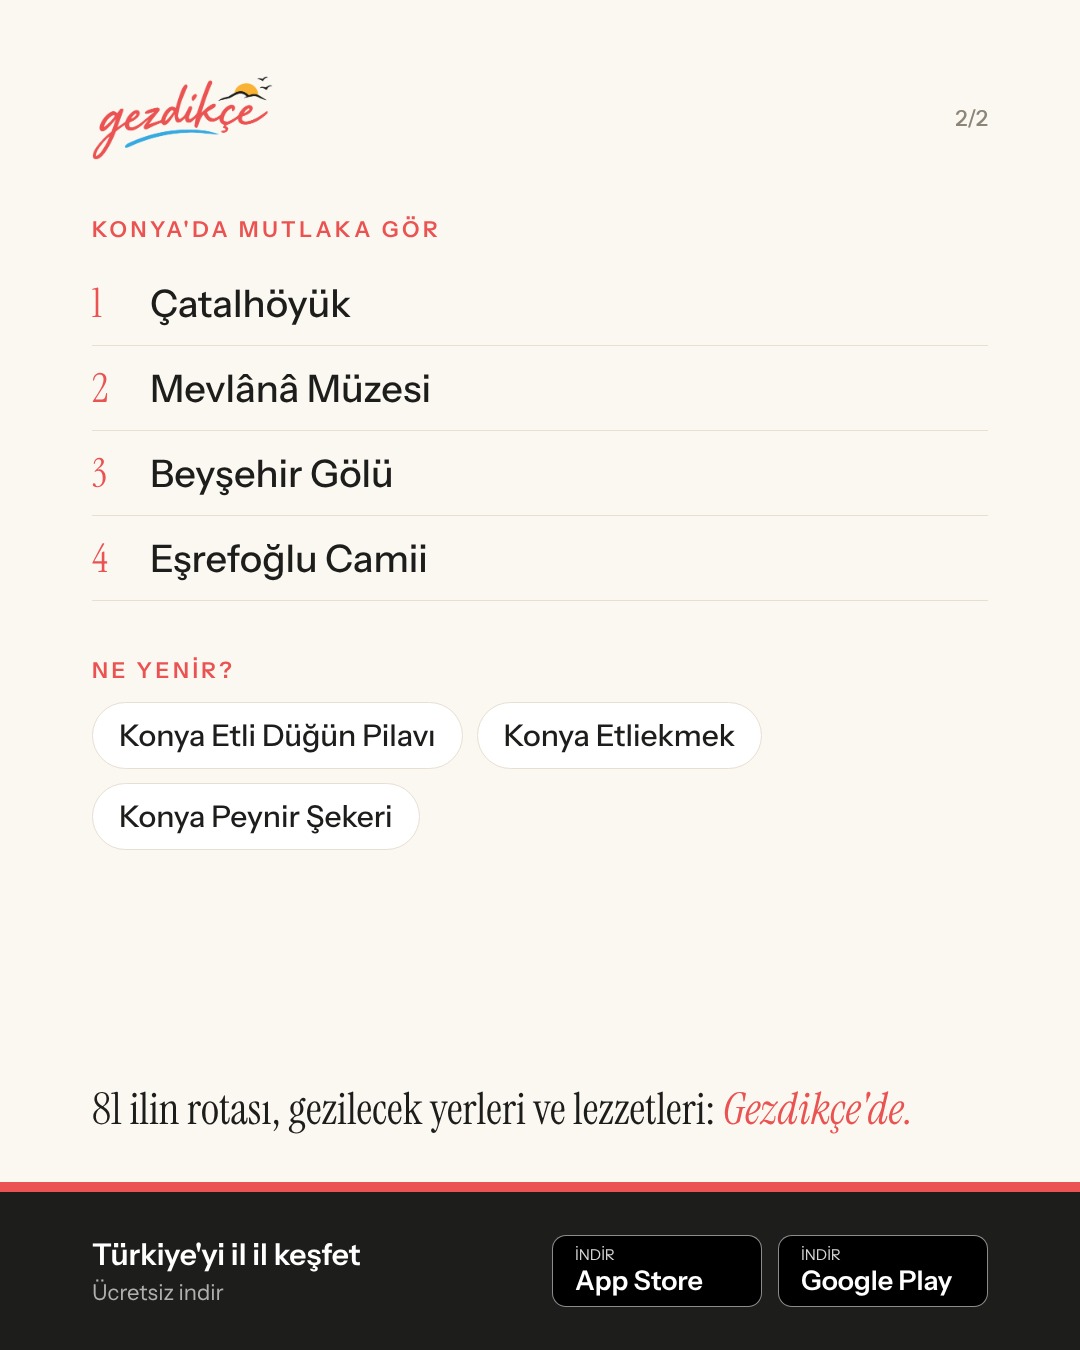 gezdikçe
2/2
KONYA'DA MUTLAKA GÖR
1 Çatalhöyük
2 Mevlânâ Müzesi
3 Beyşehir Gölü
4 Eşrefoğlu Camii
NE YENİR?
Konya Etli Düğün Pilavı Konya Etliekmek
Konya Peynir Şekeri
81 ilin rotası, gezilecek yerleri ve lezzetleri: Gezdikçe'de.
Türkiye'yi il il keşfet
Ücretsiz indir
İNDİR
App Store
İNDİR
Google Play